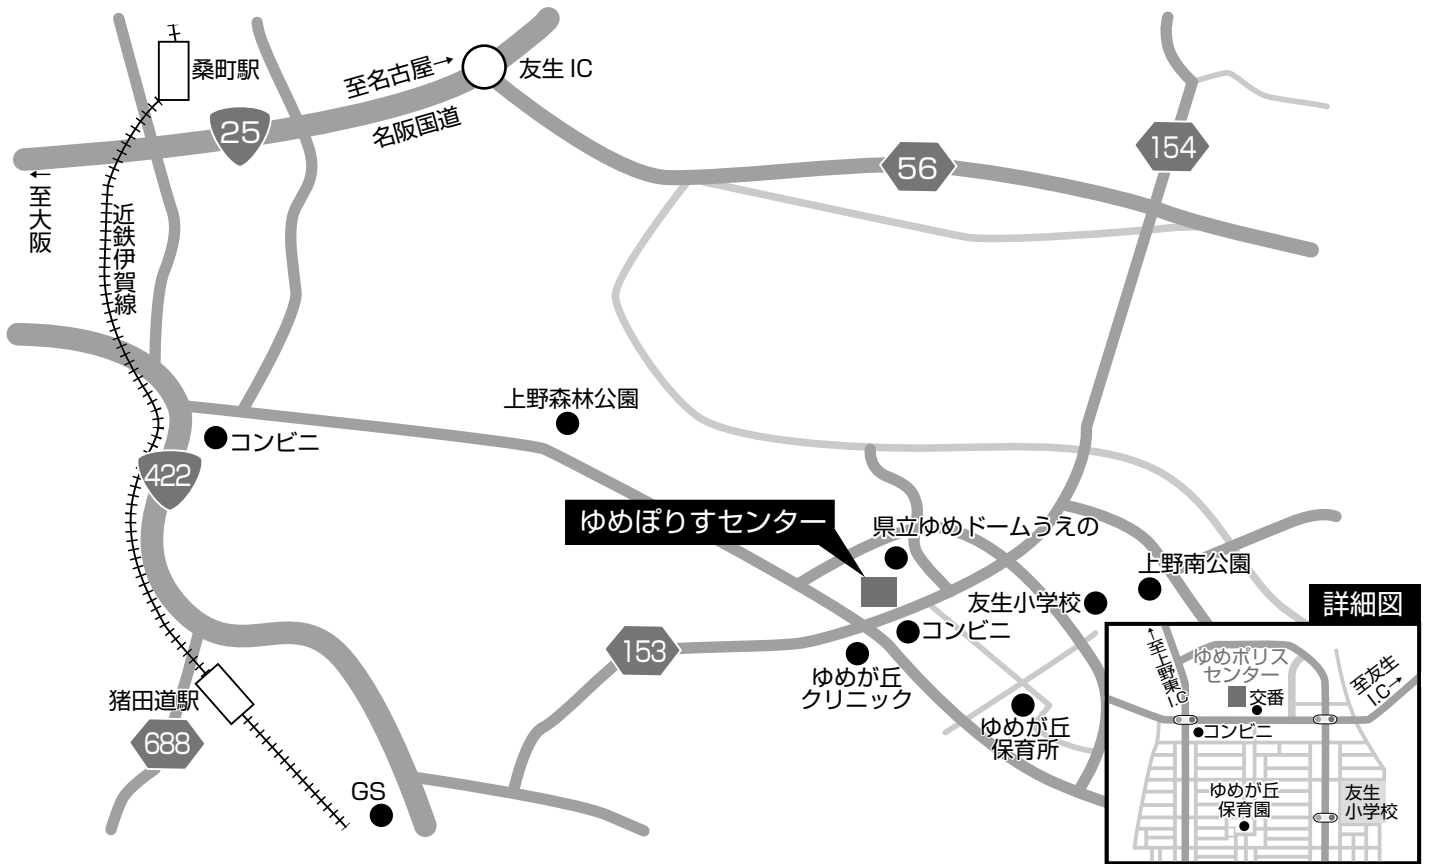 桑町駅
至名古屋→
友生 IC
25
名阪国道
←至大阪
近鉄伊賀線
56
154
上野森林公園
コンビニ
422
ゆめぽりすセンター
県立ゆめドームうえの
上野南公園
友生小学校
コンビニ
153
ゆめが丘
クリニック
ゆめが丘
保育所
猪田道駅
688
GS
詳細図
←至上野東
I.C
ゆめポリス
センター
交番
コンビニ
至友生
I.C→
ゆめが丘
保育園
友生
小学校